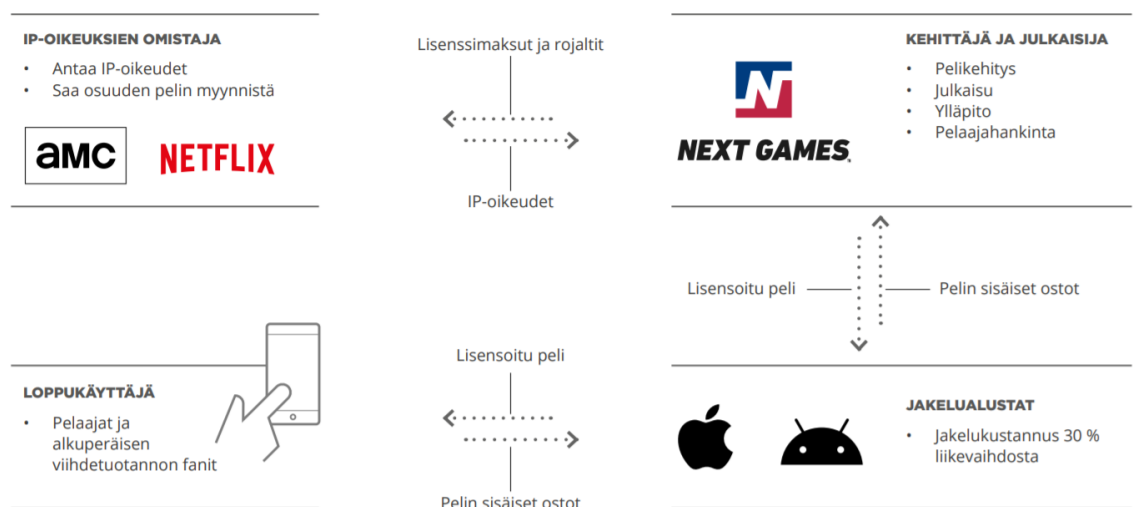 IP-OIKEUKSIEN OMISTAJA
• Antaa IP-oikeudet
• Saa osuuden pelin myynnistä
aMC
NETFLIX
Lisenssimaksut ja rojaltit
IP-oikeudet
KEHITTÄJÄ JA JULKAISIJA
• Pelikehitys
• Julkaisu
• Ylläpito
• Pelaajahankinta
N
NEXT GAMES
Lisensoitu peli
Pelin sisäiset ostot
LOPPUKÄYTTÄJÄ
• Pelaajat ja
alkuperäisen
viihdetuotannon fanit
Lisensoitu peli
Pelin sisäiset ostot
JAKELUALUSTAT
• Jakelukustannus 30 %
liikevaihdosta